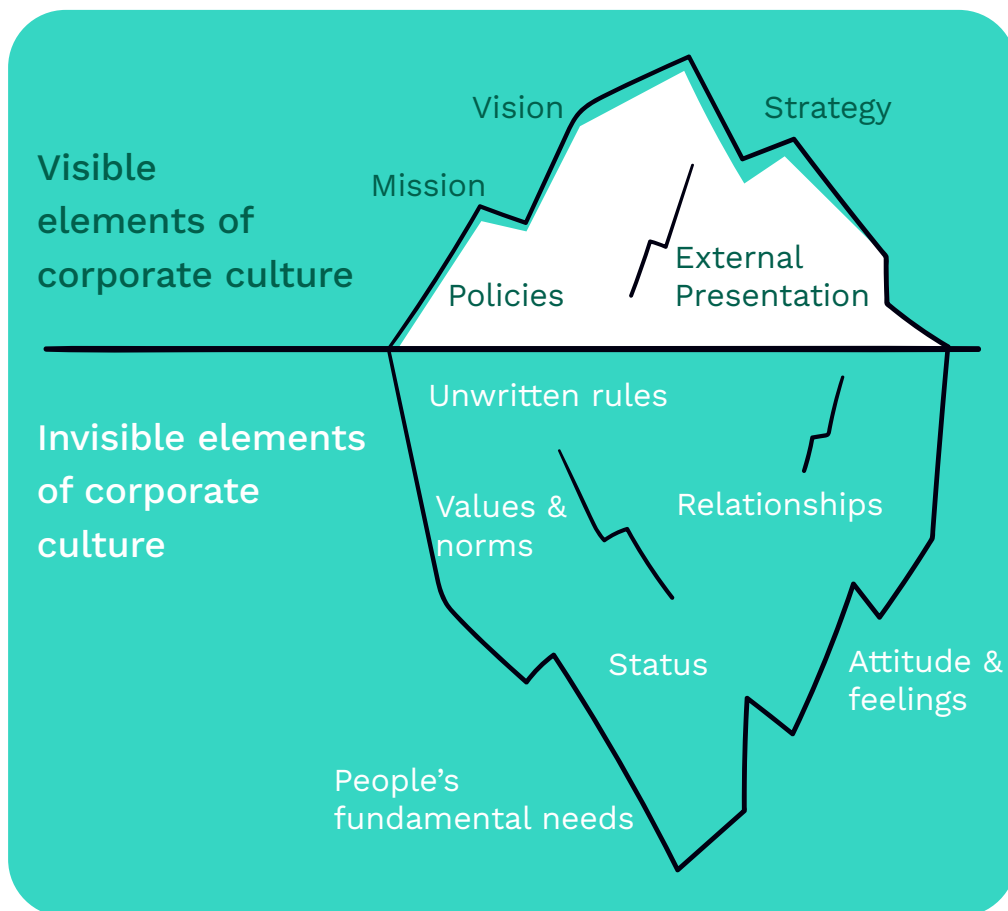 Vision
Strategy
Visible
elements of
corporate culture
Mission
External
Presentation
Policies
Unwritten rules
Invisible elements
of corporate
culture
Values &
norms
Relationships
Status
Attitude &
feelings
People’s
fundamental needs